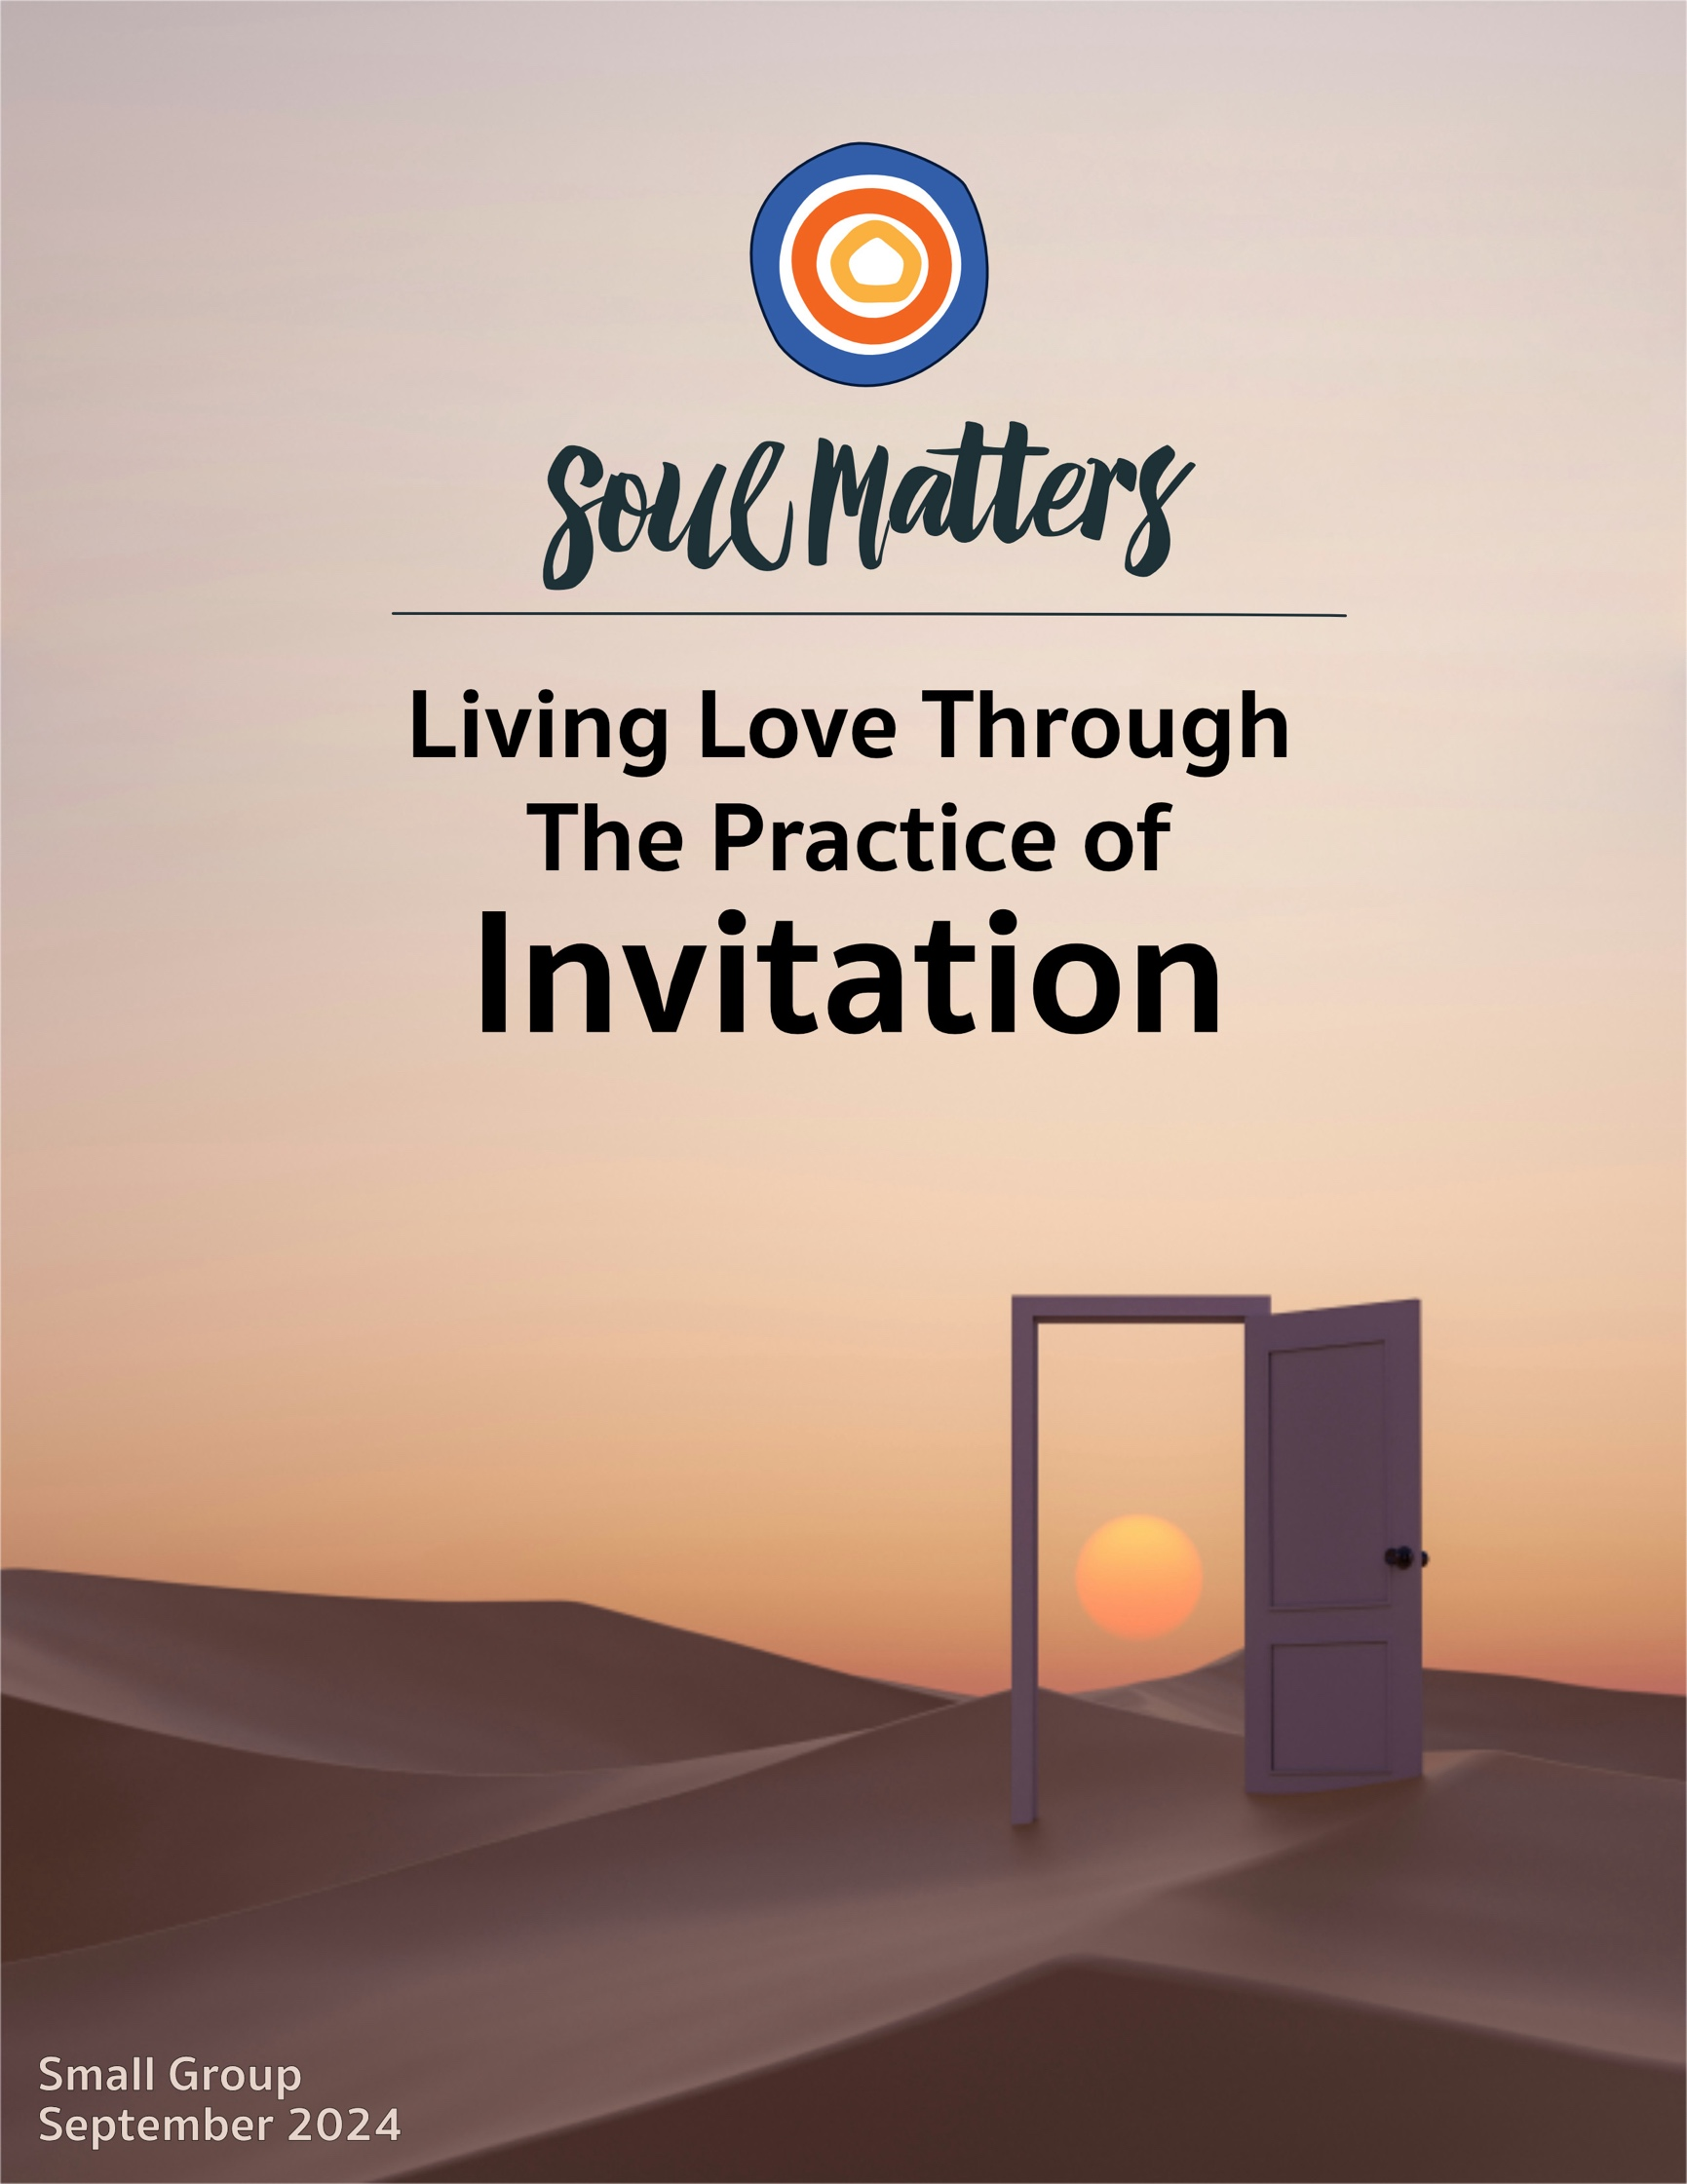 Soul Matters
Living Love Through
The Practice of
Invitation
Small Group
September 2024